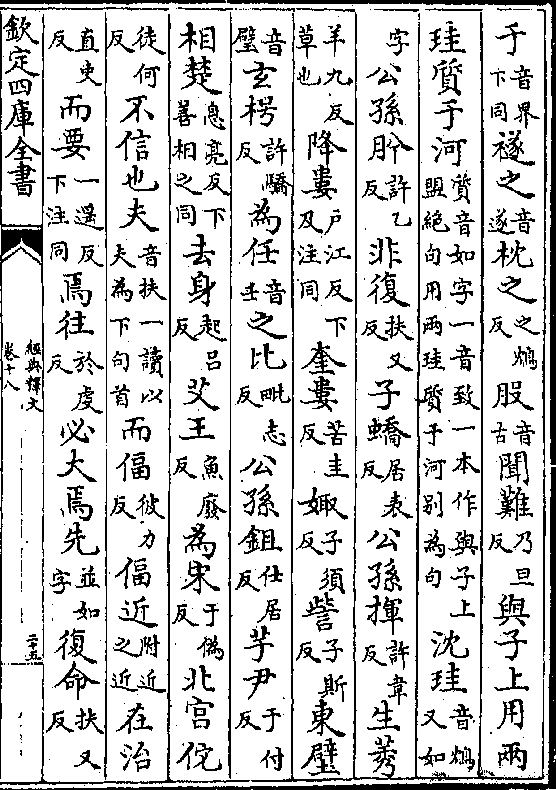 于音界下同襚之音遂枕之之鴆反股音古聞難乃旦反與子上用兩
珪質于河質音如字一音致一本作與子上盟絶句用兩珪質于河别為句沈珪音鴆又如
字公孫肸許乙反非復扶又反子蟜居表反公孫揮許韋反生莠
羊九反草也降婁戶江反下及注同奎婁苦圭反娵子須反訾子斯反東壁
音璧玄枵許驕反為任音壬之比毗志反公孫鉏仕居反芋尹于付反
相楚息亮反下善相之同去身起呂反艾王魚廢反為宋于偽反北宫佗
徒何反不信也夫音扶一讀以夫為下句首而偪彼力反偪近附近之近在治
直吏反而要一遥反下注同焉往於虔反必大焉先並如字復命扶又反
欽定四庫全書
經典釋文
卷十八
二十五